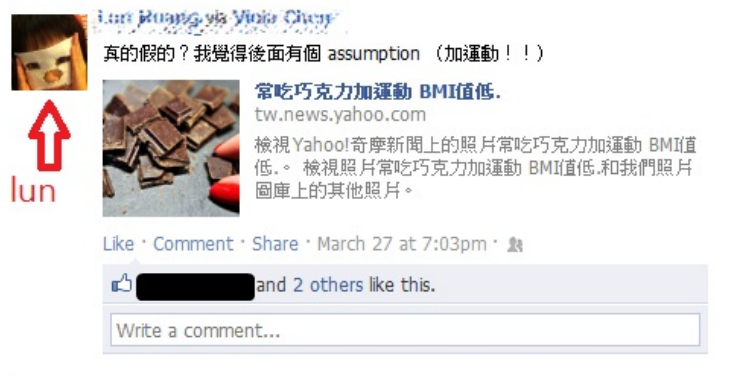 via
真的假的？我覺得後面有個 assumption （加運動！！）
常吃巧克力加運動 BMI值低.
tw.news.yahoo.com
檢視Yahoo!奇摩新聞上的照片常吃巧克力加運動 BMI值
低.。 檢視照片常吃巧克力加運動 BMI值低.和我們照片
圖庫上的其他照片。
lun
Like · Comment · Share · March 27 at 7:03pm ·
and 2 others like this.
Write a comment...